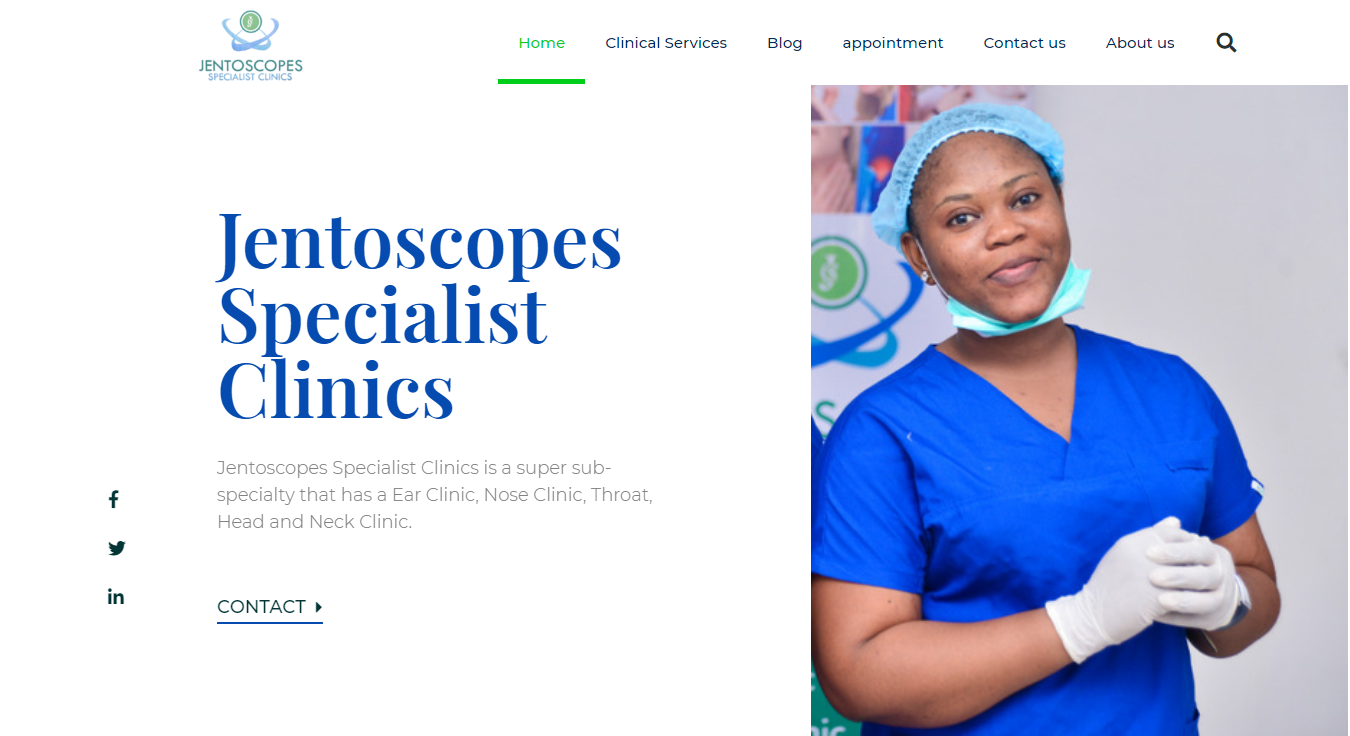 JENTOSCOPES
SPECIALIST CLINICS
Home
Clinical Services
Blog
appointment
Contact us
About us
Jentoscopes
Specialist
Clinics
Jentoscopes Specialist Clinics is a super sub-
specialty that has a Ear Clinic, Nose Clinic, Throat,
Head and Neck Clinic.
CONTACT